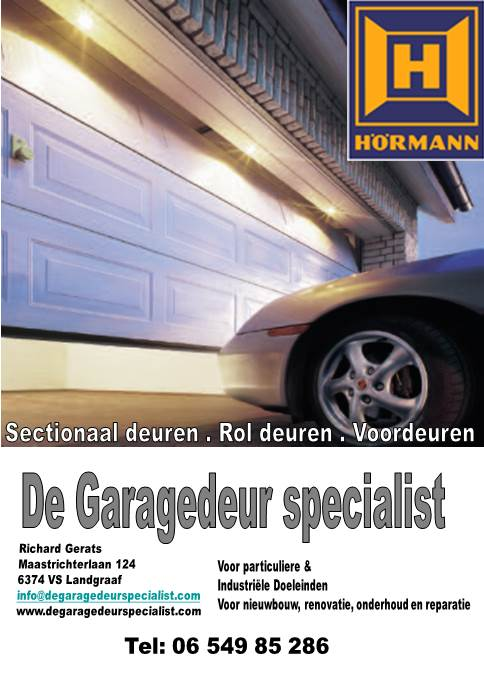 H
HÖRMANN
Sectionaal deuren . Rol deuren . Voordeuren
De Garagedeur specialist
Richard Gerats
Maastrichterlaan 124
6374 VS Landgraaf
info@degaragedeurspecialist.com
www.degaragedeurspecialist.com
Voor particuliere &
Industriële Doeleinden
Voor nieuwbouw, renovatie, onderhoud en reparatie
Tel: 06 549 85 286